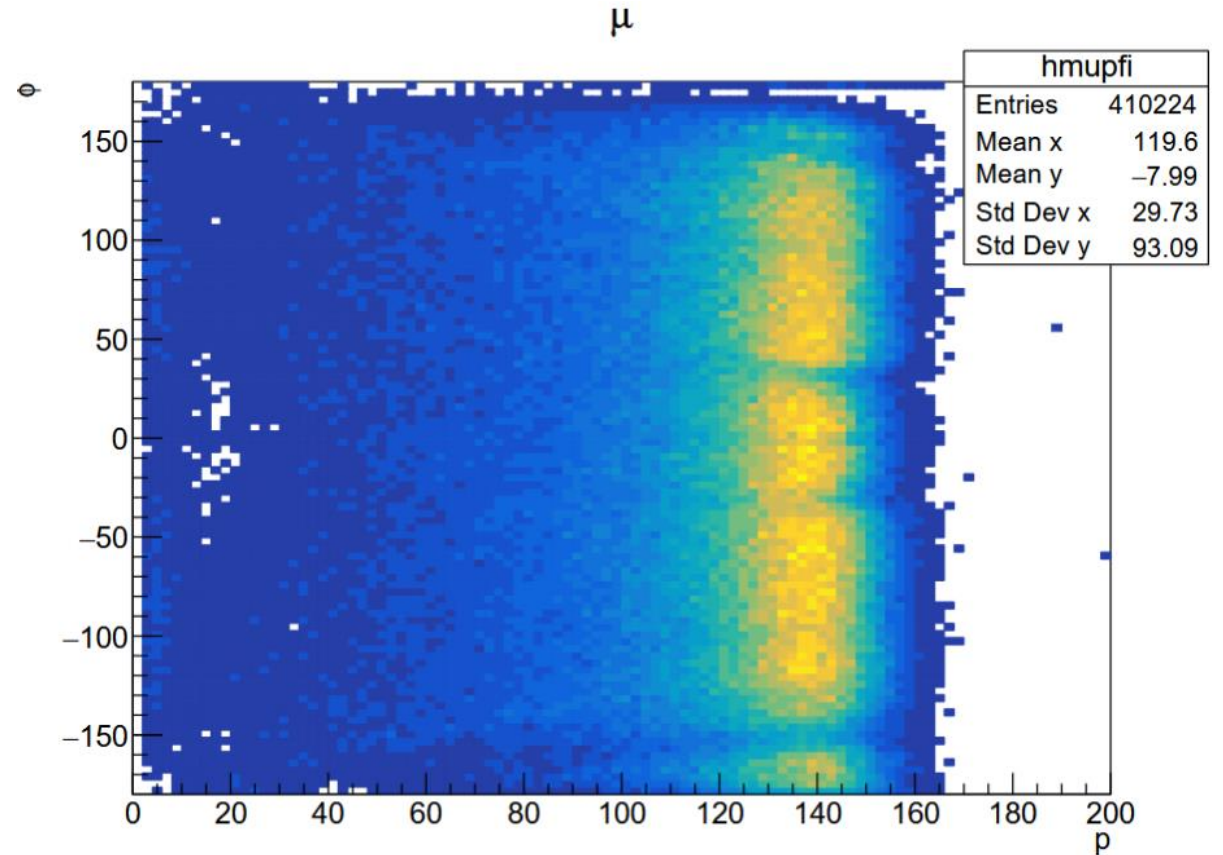 μ
hmupfi
Entries 410224
Mean x 119.6
Mean y −7.99
Std Dev x 29.73
Std Dev y 93.09
φ
150
100
50
0
−50
−100
−150
0 20 40 60 80 100 120 140 160 180 200
p